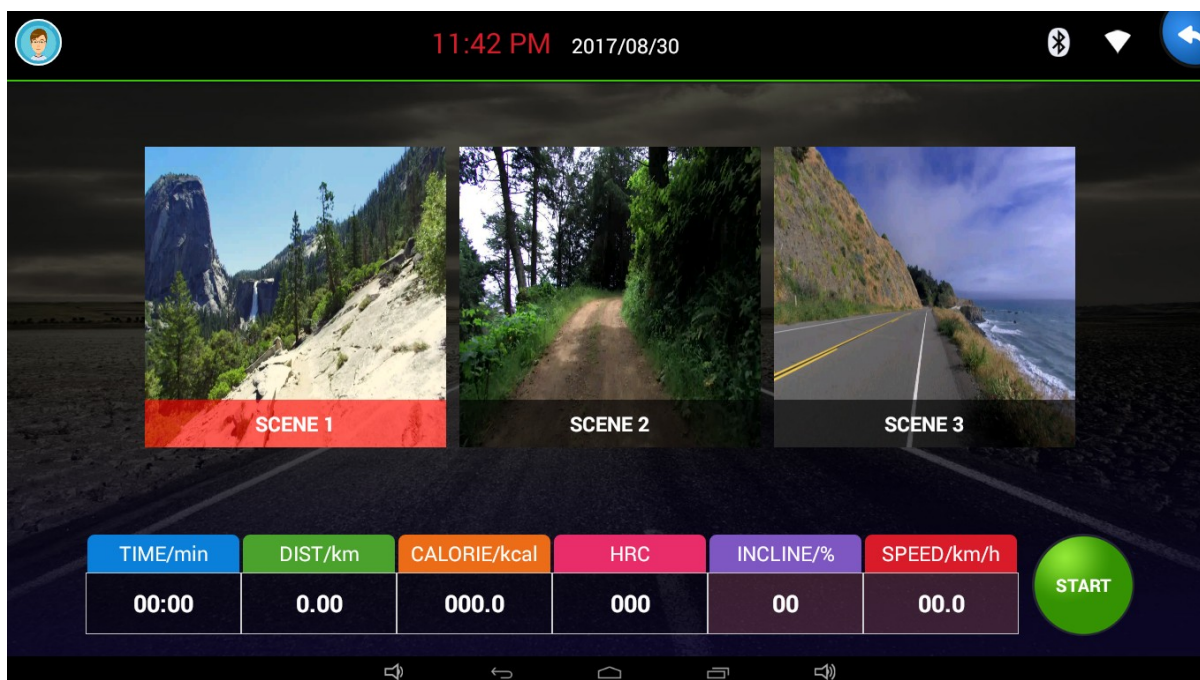 11:42 PM 2017/08/30
SCENE 1 SCENE 2 SCENE 3
TIME/min DIST/km CALORIE/kcal HRC INCLINE/% SPEED/km/h
00:00 0.00 000.0 000 00 00.0
START